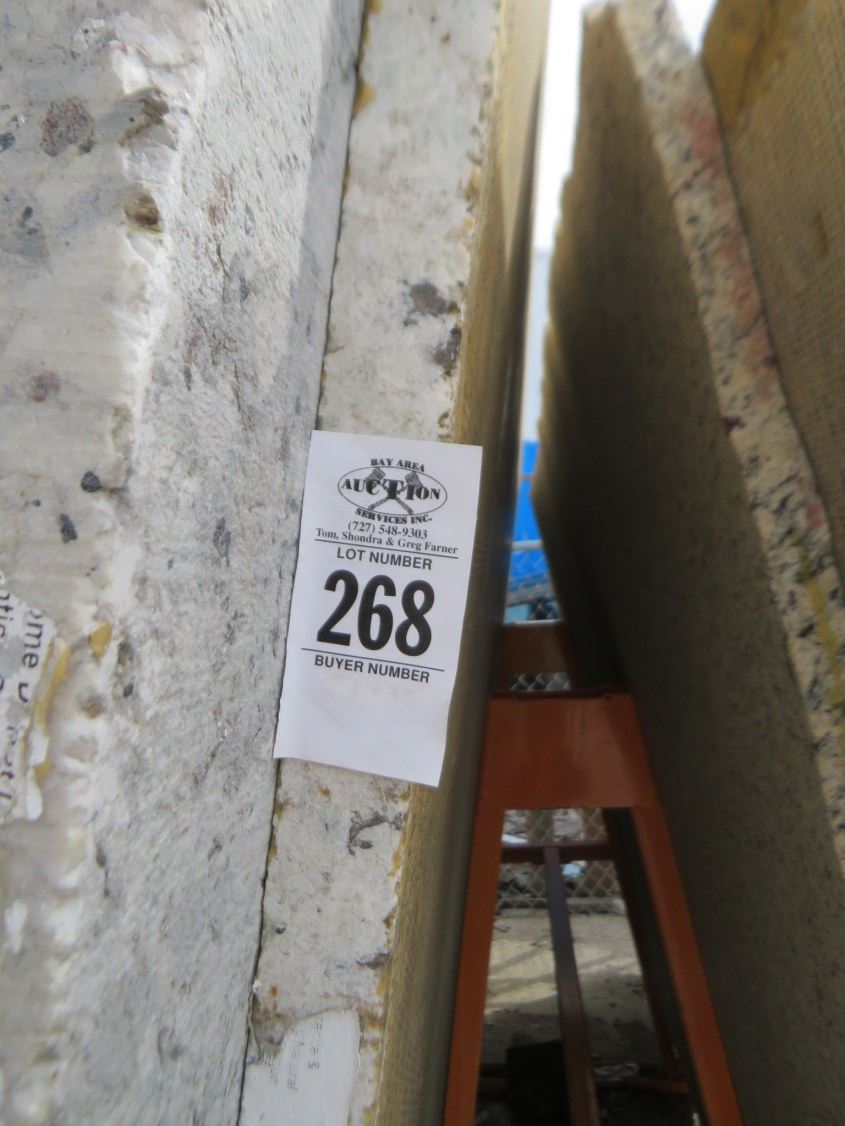 BAY AREA
AUCTION
SERVICES INC.
(727) 548-9303
Tom, Shondra & Greg Farner
LOT NUMBER
268
BUYER NUMBER